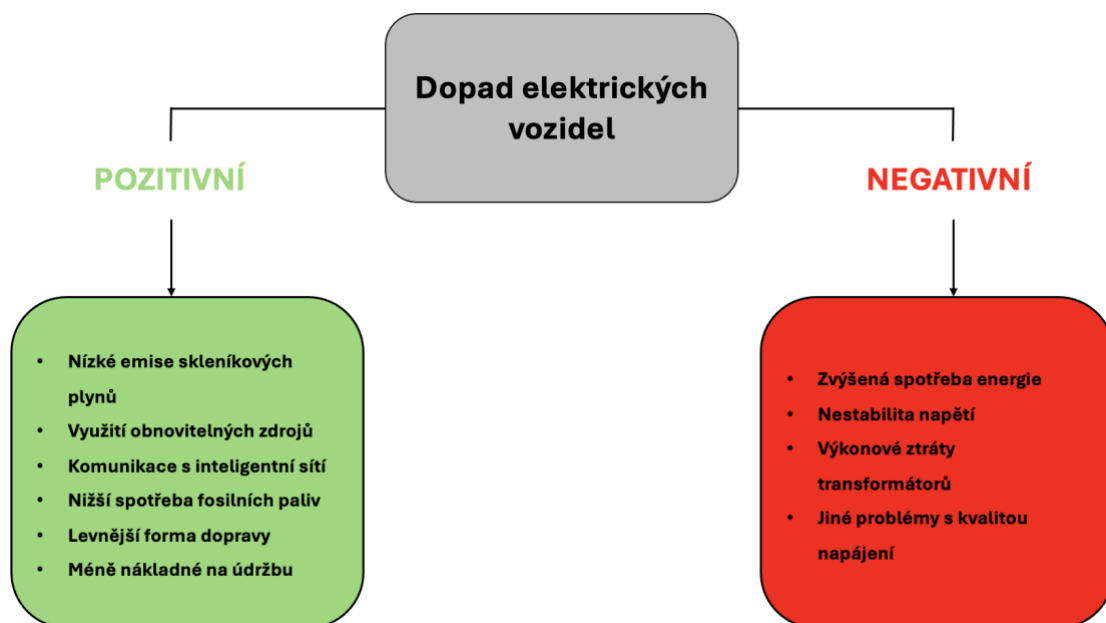 Dopad elektrických
vozidel
POZITIVNÍ
NEGATIVNÍ
• Nízké emise skleníkových
plynů
• Využití obnovitelných zdrojů
• Komunikace s inteligentní sítí
• Nižší spotřeba fosilních paliv
• Levnější forma dopravy
• Méně nákladné na údržbu
• Zvýšená spotřeba energie
• Nestabilita napětí
• Výkonové ztráty
transformátorů
• Jiné problémy s kvalitou
napájení